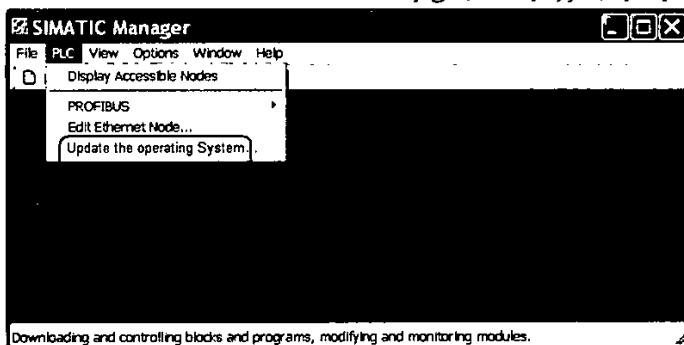 SIMATIC Manager
File PLC View Options Window Help
Display Accessible Nodes
PROFIBUS
Edit Ethernet Node...
Update the operating System...
Downloading and controlling blocks and programs, modifying and monitoring modules.